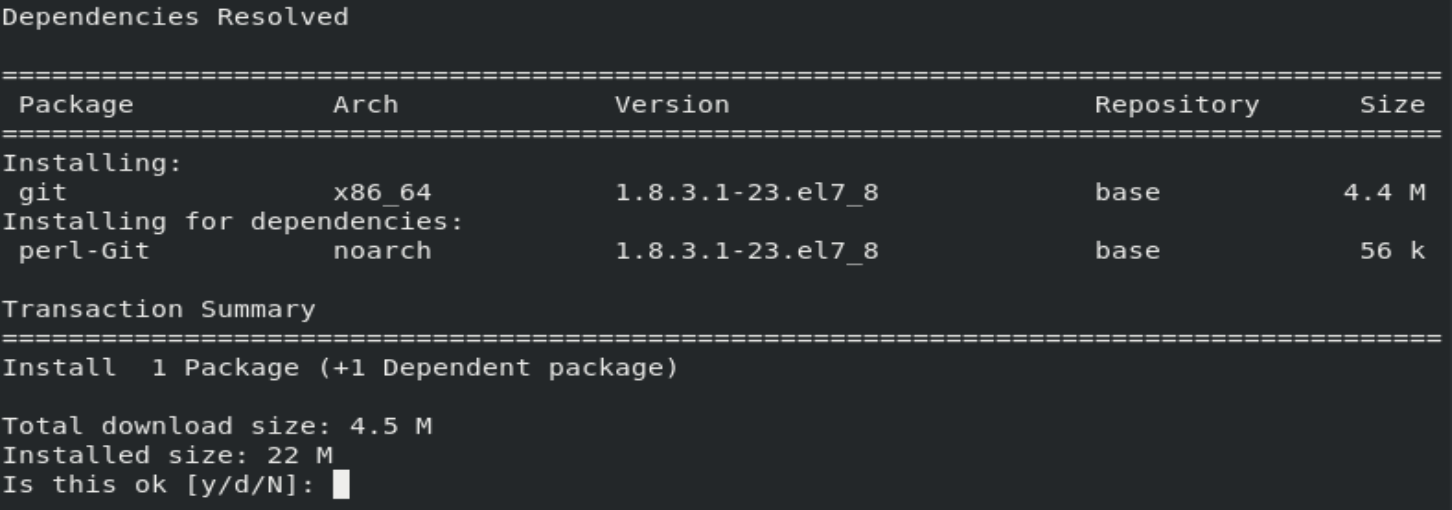 Dependencies Resolved
================================================================================
Package Arch Version Repository Size
================================================================================
Installing:
git x86_64 1.8.3.1-23.el7_8 base 4.4 M
Installing for dependencies:
perl-Git noarch 1.8.3.1-23.el7_8 base 56 k
Transaction Summary
================================================================================
Install 1 Package (+1 Dependent package)
Total download size: 4.5 M
Installed size: 22 M
Is this ok [y/d/N]: